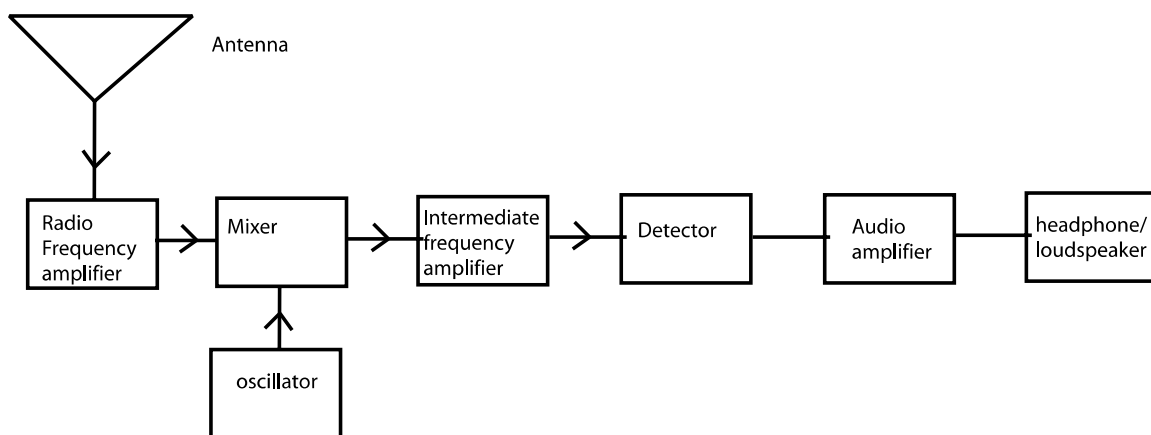 Antenna
Radio
Frequency
amplifier
Mixer
Intermediate
frequency
amplifier
Detector
Audio
amplifier
headphone/
loudspeaker
oscillator